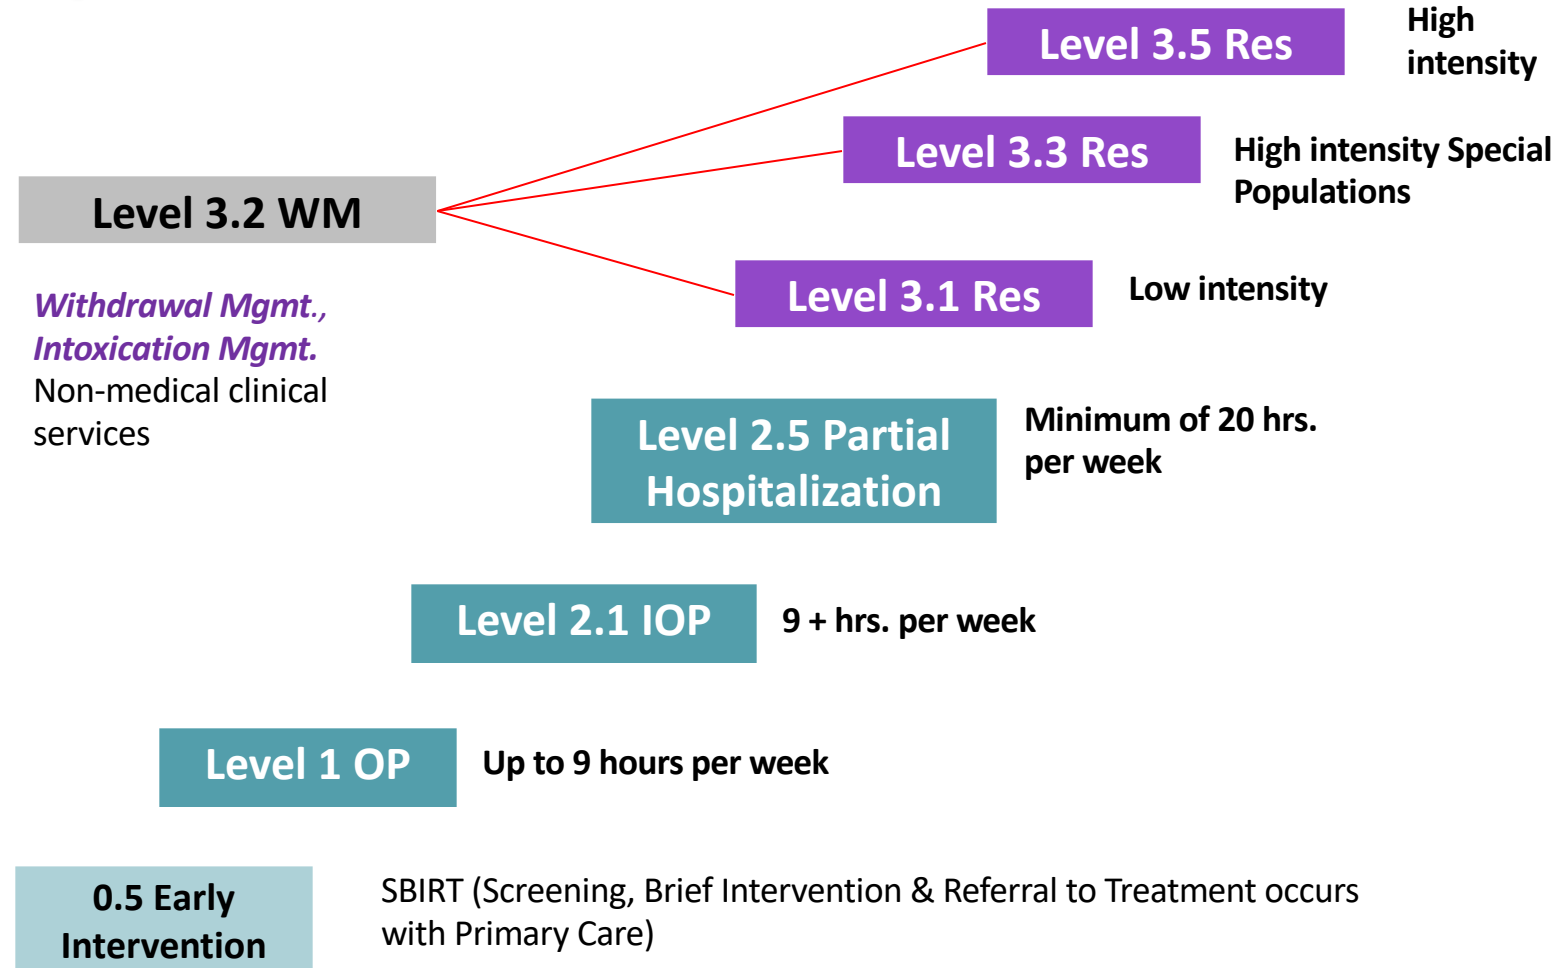 Level 3.5 Res
High
intensity
Level 3.3 Res
High intensity Special
Populations
Level 3.2 WM
Withdrawal Mgmt.,
Intoxication Mgmt.
Non-medical clinical
services
Level 3.1 Res
Low intensity
Level 2.5 Partial
Hospitalization
Minimum of 20 hrs.
per week
Level 2.1 IOP
9 + hrs. per week
Level 1 OP
Up to 9 hours per week
0.5 Early
Intervention
SBIRT (Screening, Brief Intervention & Referral to Treatment occurs
with Primary Care)